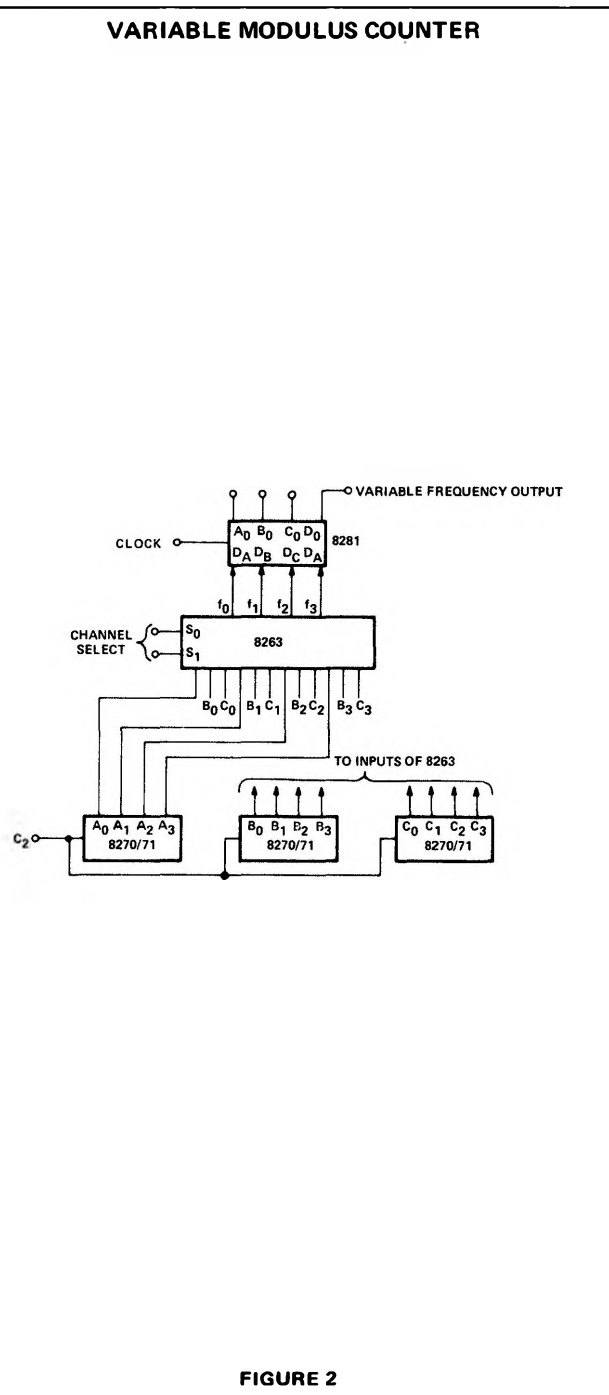 VARIABLE MODULUS COUNTER
VARIABLE FREQUENCY OUTPUT
A0 B0 C0 D0
CLOCK
8281
DA DB DC DA
f0 f1 f2 f3
CHANNEL SELECT
S0
S1
8263
B0 C0 B1 C1 B2 C2 B3 C3
TO INPUTS OF 8263
C2
A0 A1 A2 A3
8270/71
B0 B1 B2 B3
8270/71
C0 C1 C2 C3
8270/71
FIGURE 2